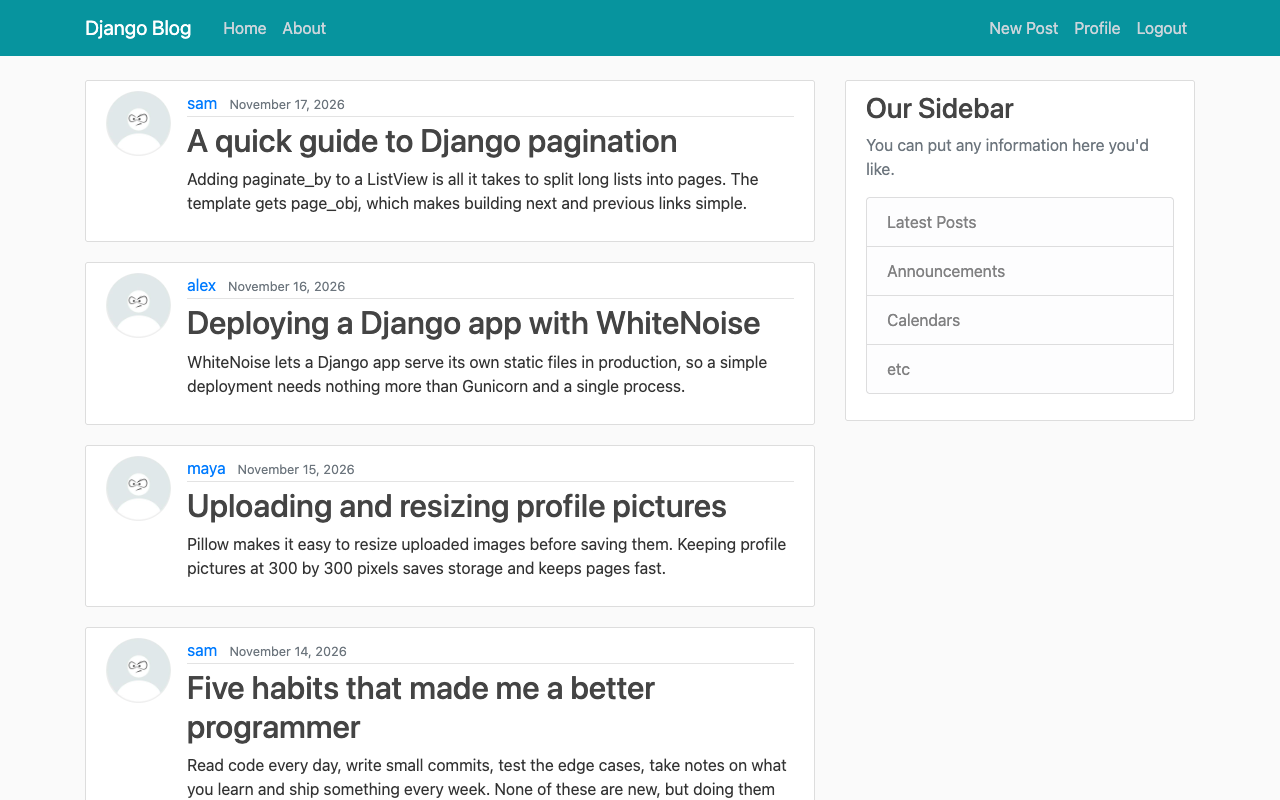 Django Blog
Home
About
New Post
Profile
Logout
sam
November 17, 2026
A quick guide to Django pagination
Adding paginate_by to a ListView is all it takes to split long lists into pages. The
template gets page_obj, which makes building next and previous links simple.
alex
November 16, 2026
Deploying a Django app with WhiteNoise
WhiteNoise lets a Django app serve its own static files in production, so a simple
deployment needs nothing more than Gunicorn and a single process.
maya
November 15, 2026
Uploading and resizing profile pictures
Pillow makes it easy to resize uploaded images before saving them. Keeping profile
pictures at 300 by 300 pixels saves storage and keeps pages fast.
sam
November 14, 2026
Five habits that made me a better
programmer
Read code every day, write small commits, test the edge cases, take notes on what
you learn and ship something every week. None of these are new, but doing them
Our Sidebar
You can put any information here you'd
like.
Latest Posts
Announcements
Calendars
etc